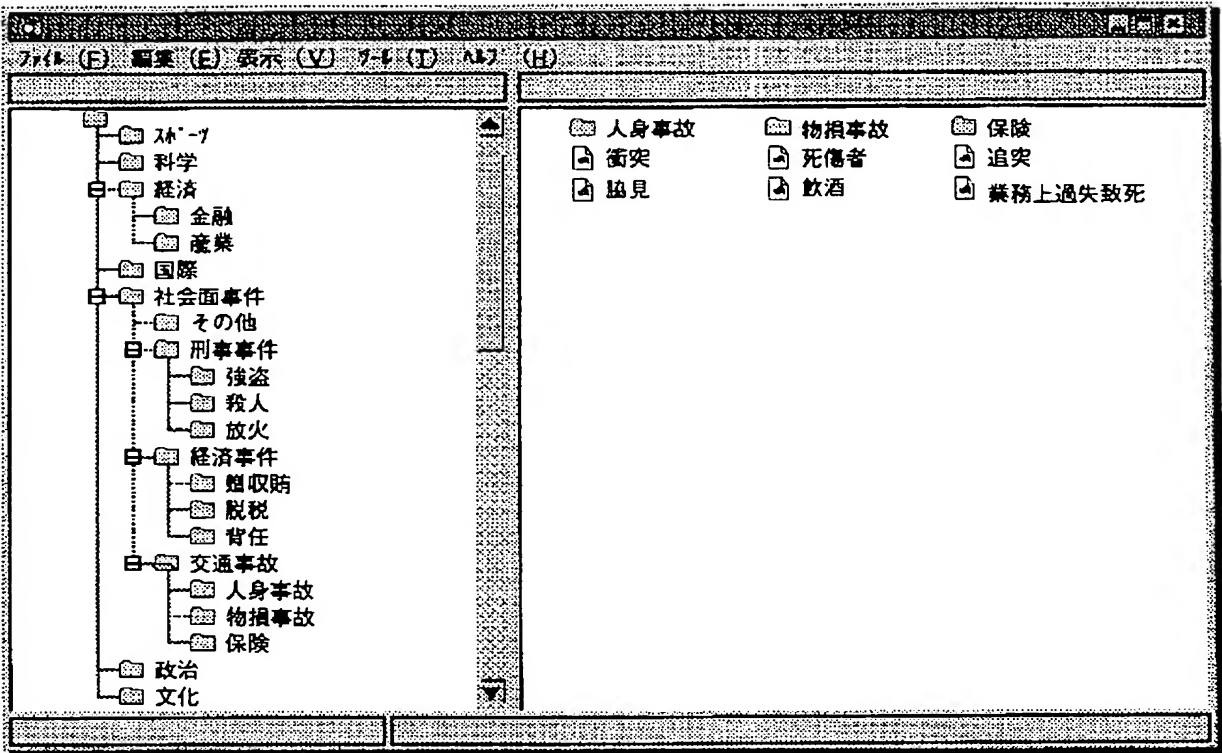 ファイル (F) 編集 (E) 表示 (V) ツール (T) ヘルプ (H)
スポーツ
科学
経済
金融
産業
国際
社会面事件
その他
刑事事件
強盗
殺人
放火
経済事件
贈収賄
脱税
背任
交通事故
人身事故
物損事故
保険
政治
文化
人身事故 物損事故 保険
衝突 死傷者 追突
脇見 飲酒 業務上過失致死